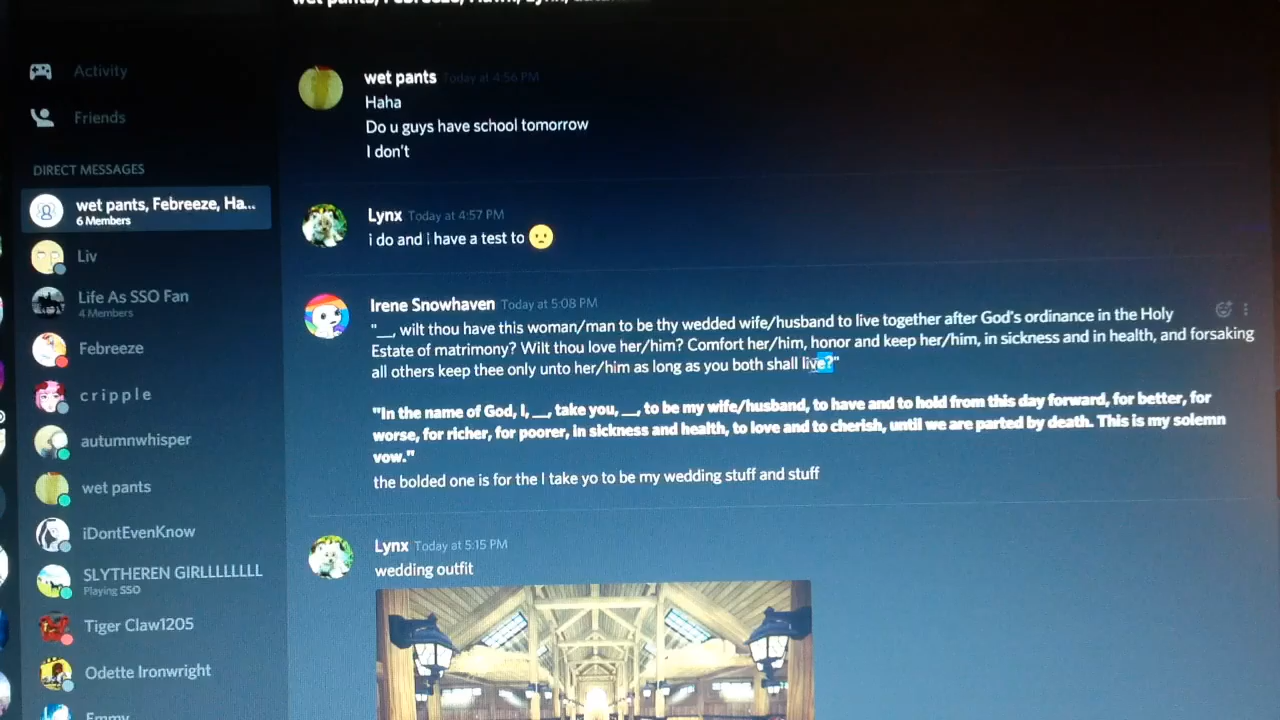 wet pants, Febreeze, Hawk, Lynx,
Activity
Friends
DIRECT MESSAGES
wet pants, Febreeze, Ha...
6 Members
Liv
Life As SSO Fan
4 Members
Febreeze
cripple
autumnwhisper
wet pants
iDontEvenKnow
SLYTHEREN GIRLLLLLLLL
Playing SSO
Tiger Claw1205
Odette Ironwright
Emmy
wet pants Today at 4:56 PM
Haha
Do u guys have school tomorrow
I don't
Lynx Today at 4:57 PM
i do and i have a test to
Irene Snowhaven Today at 5:08 PM
"__, wilt thou have this woman/man to be thy wedded wife/husband to live together after God's ordinance in the Holy
Estate of matrimony? Wilt thou love her/him? Comfort her/him, honor and keep her/him, in sickness and in health, and forsaking
all others keep thee only unto her/him as long as you both shall live?"
"In the name of God, I, __, take you, __, to be my wife/husband, to have and to hold from this day forward, for better, for
worse, for richer, for poorer, in sickness and health, to love and to cherish, until we are parted by death. This is my solemn
vow."
the bolded one is for the I take yo to be my wedding stuff and stuff
Lynx Today at 5:15 PM
wedding outfit